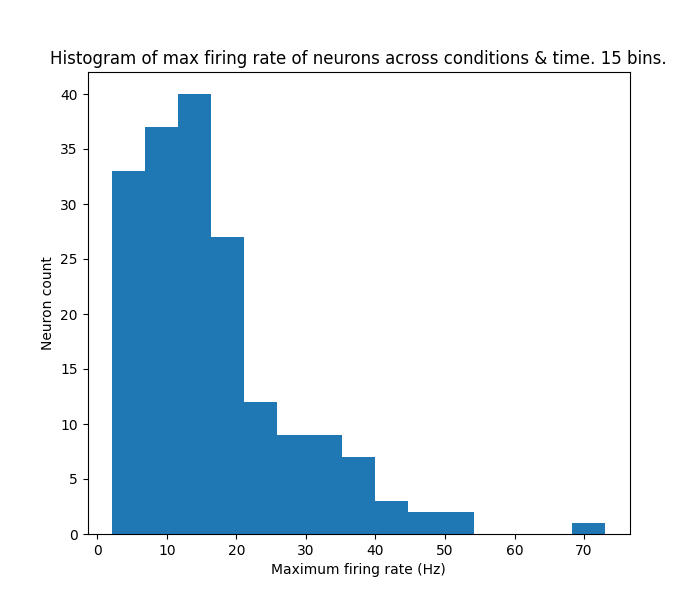 Histogram of max firing rate of neurons across conditions & time. 15 bins.
40
35
30
25
20
15
10
5
0
Neuron count
0 10 20 30 40 50 60 70
Maximum firing rate (Hz)